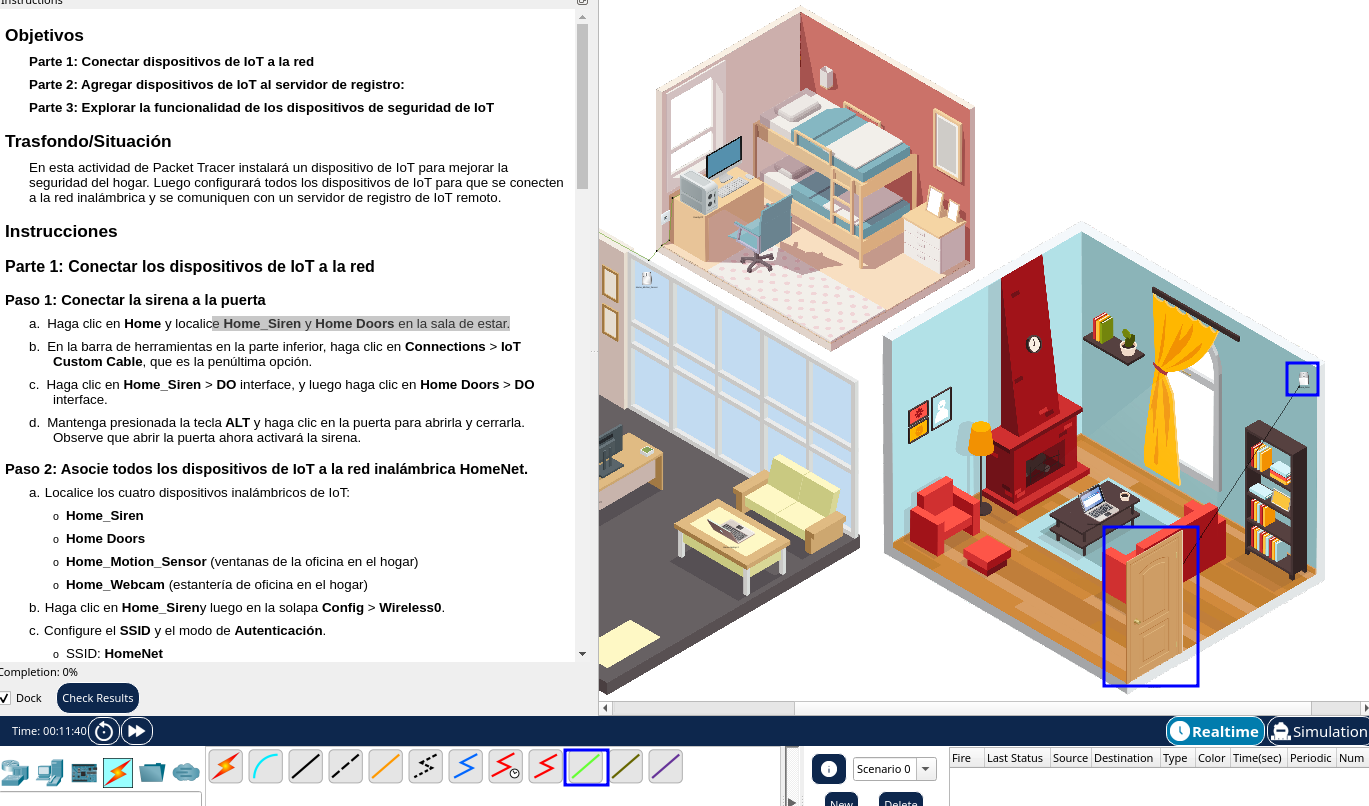 Instructions
Objetivos
Parte 1: Conectar dispositivos de IoT a la red
Parte 2: Agregar dispositivos de IoT al servidor de registro:
Parte 3: Explorar la funcionalidad de los dispositivos de seguridad de IoT
Trasfondo/Situación
En esta actividad de Packet Tracer instalará un dispositivo de IoT para mejorar la
seguridad del hogar. Luego configurará todos los dispositivos de IoT para que se conecten
a la red inalámbrica y se comuniquen con un servidor de registro de IoT remoto.
Instrucciones
Parte 1: Conectar los dispositivos de IoT a la red
Paso 1: Conectar la sirena a la puerta
a. Haga clic en Home y localice Home_Siren y Home Doors en la sala de estar.
b. En la barra de herramientas en la parte inferior, haga clic en Connections > IoT
Custom Cable, que es la penúltima opción.
c. Haga clic en Home_Siren > DO interface, y luego haga clic en Home Doors > DO
interface.
d. Mantenga presionada la tecla ALT y haga clic en la puerta para abrirla y cerrarla.
Observe que abrir la puerta ahora activará la sirena.
Paso 2: Asocie todos los dispositivos de IoT a la red inalámbrica HomeNet.
a. Localice los cuatro dispositivos inalámbricos de IoT:
o Home_Siren
o Home Doors
o Home_Motion_Sensor (ventanas de la oficina en el hogar)
o Home_Webcam (estantería de oficina en el hogar)
b. Haga clic en Home_Sireny luego en la solapa Config > Wireless0.
c. Configure el SSID y el modo de Autenticación.
o SSID: HomeNet
Completion: 0%
Dock
Check Results
Time: 00:11:40
Realtime
Simulation
Scenario 0
New
Delete
Fire
Last Status
Source
Destination
Type
Color
Time(sec)
Periodic
Num